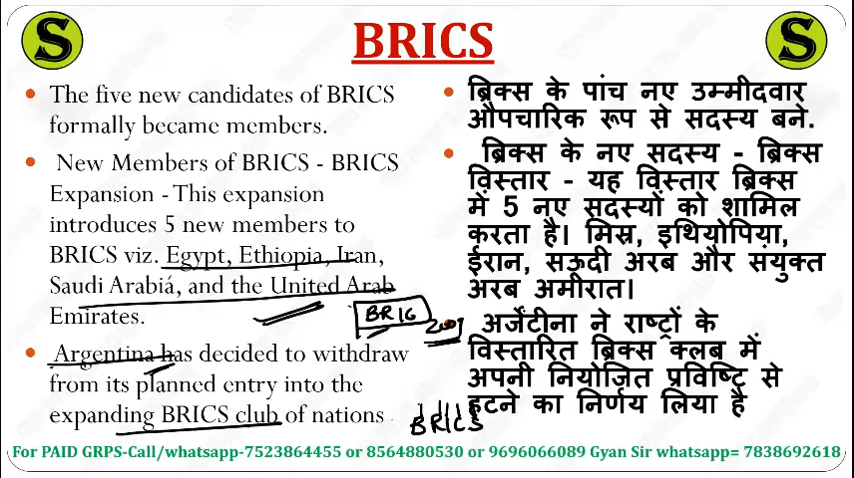 S
BRICS
S
The five new candidates of BRICS
formally became members.
New Members of BRICS - BRICS
Expansion - This expansion
introduces 5 new members to
BRICS viz. Egypt, Ethiopia, Iran,
Saudi Arabia, and the United Arab
Emirates.
Argentina has decided to withdraw
from its planned entry into the
expanding BRICS club of nations
ब्रिक्स के पांच नए उम्मीदवार
औपचारिक रूप से सदस्य बने.
ब्रिक्स के नए सदस्य - ब्रिक्स
विस्तार - यह विस्तार ब्रिक्स
में 5 नए सदस्यों को शामिल
करता है। मिस्र, इथियोपिया,
ईरान, सऊदी अरब और संयुक्त
अरब अमीरात।
अर्जेंटीना ने राष्ट्रों के
विस्तारित ब्रिक्स क्लब में
अपनी नियोजित प्रविष्टि से
हटने का निर्णय लिया है
BRICS
For PAID GRPS-Call/whatsapp-7523864455 or 8564880530 or 9696066089 Gyan Sir whatsapp= 7838692618